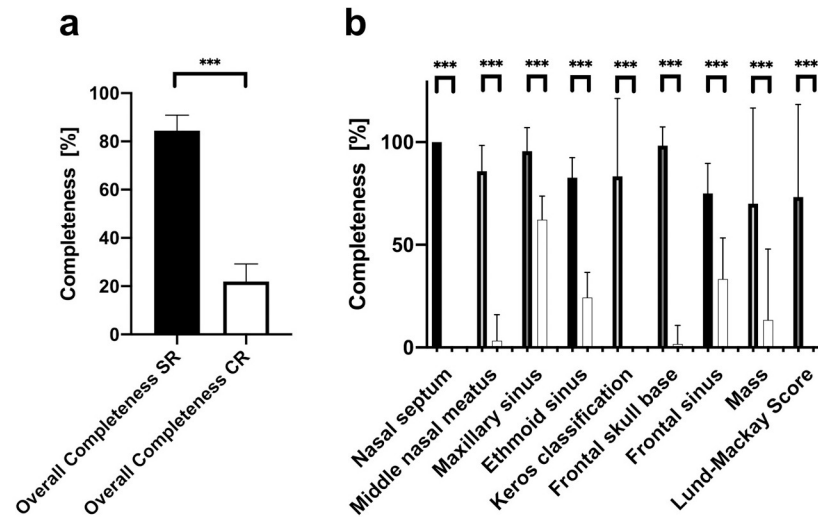 a
***
Completeness [%]
100
80
60
40
20
0
Overall Completeness SR
Overall Completeness CR
b
*** *** *** *** *** *** *** *** ***
Completeness [%]
100
50
0
Nasal septum
Middle nasal meatus
Maxillary sinus
Ethmoid sinus
Keros classification
Frontal skull base
Frontal sinus
Mass
Lund-Mackay Score